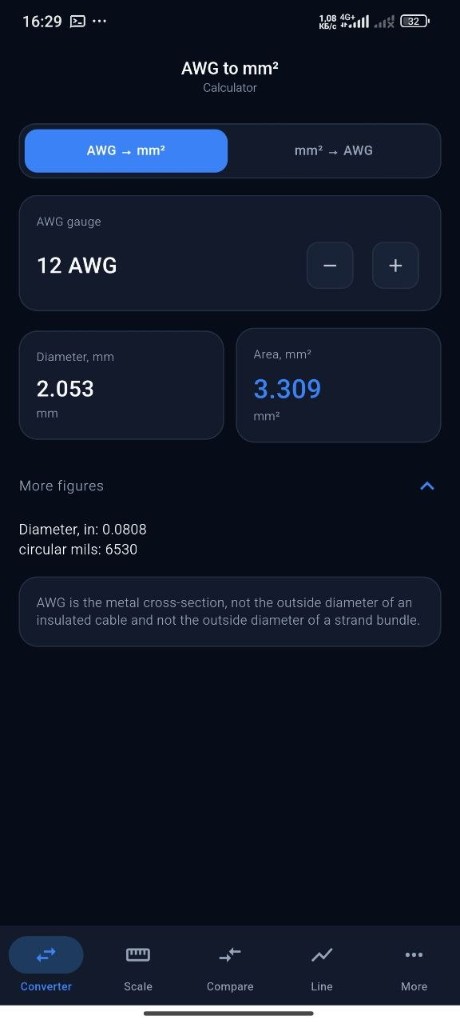 16:29
1,08
КБ/с
4G+
32
AWG to mm²
Calculator
AWG → mm²
mm² → AWG
AWG gauge
12 AWG
−
+
Diameter, mm
2.053
mm
Area, mm²
3.309
mm²
More figures
Diameter, in: 0.0808
circular mils: 6530
AWG is the metal cross-section, not the outside diameter of an
insulated cable and not the outside diameter of a strand bundle.
Converter
Scale
Compare
Line
More